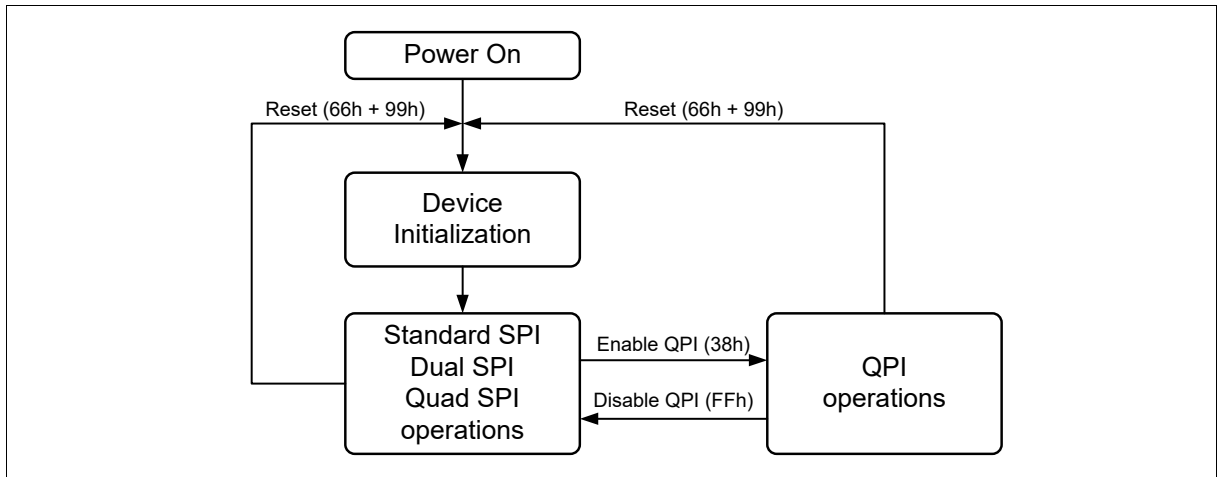 Power On
Reset (66h + 99h)
Reset (66h + 99h)
Device
Initialization
Standard SPI
Dual SPI
Quad SPI
operations
Enable QPI (38h)
Disable QPI (FFh)
QPI
operations